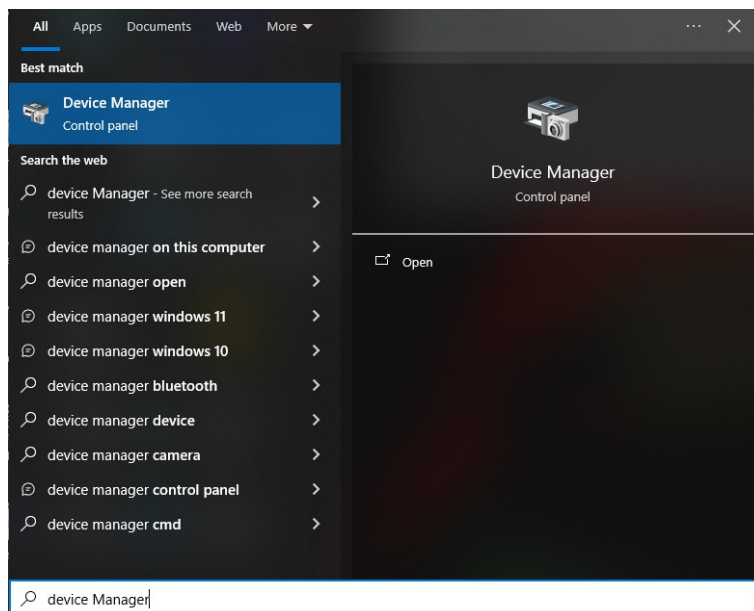 All Apps Documents Web More
Best match
Device Manager
Control panel
Search the web
device Manager - See more search
results
device manager on this computer
device manager open
device manager windows 11
device manager windows 10
device manager bluetooth
device manager device
device manager camera
device manager control panel
device manager cmd
Device Manager
Control panel
Open
device Manager